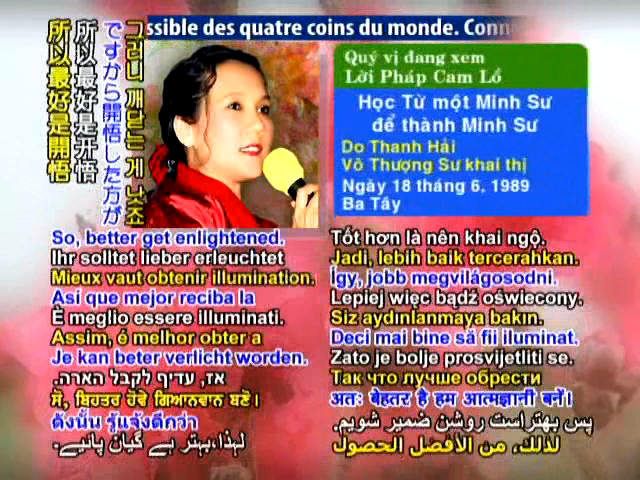 ssible des quatre coins du monde. Conn
所以最好是開悟
所以最好是开悟
ですから開悟した方が
그러니 깨닫는 게 낫죠
Quý vị đang xem
Lời Pháp Cam Lồ
Học Từ một Minh Sư
để thành Minh Sư
Do Thanh Hải
Vô Thượng Sư khai thị
Ngày 18 tháng 6, 1989
Ba Tây
So, better get enlightened.
Ihr solltet lieber erleuchtet
Mieux vaut obtenir illumination.
Así que mejor reciba la
È meglio essere illuminati.
Assim, é melhor obter a
Je kan beter verlicht worden.
אז, עדיף לקבל הארה.
ਸੋ, ਬਿਹਤਰ ਹੋਵੇ ਗਿਆਨਵਾਨ ਬਣੋ।
ดังนั้น รู้แจ้งดีกว่า
لہذا،بہتر ہے گیان پائیے.
Tốt hơn là nên khai ngộ.
Jadi, lebih baik tercerahkan.
Így, jobb megvilágosodni.
Lepiej więc bądź oświecony.
Siz aydınlanmaya bakın.
Deci mai bine să fii iluminat.
Zato je bolje prosvijetliti se.
Так что лучше обрести
अतः बेहतर है हम आत्मज्ञानी बनें।
پس بهتراست روشن ضمیر شویم.
لذلك، من الأفضل الحصول